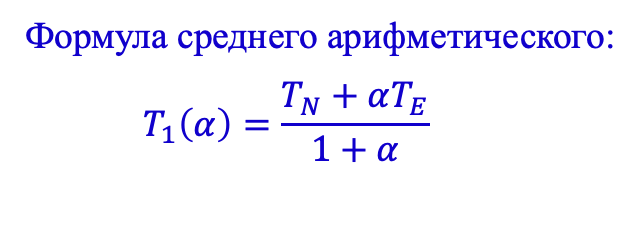 Формула среднего арифметического:
T₁(α) = (T_N + αT_E) / (1 + α)